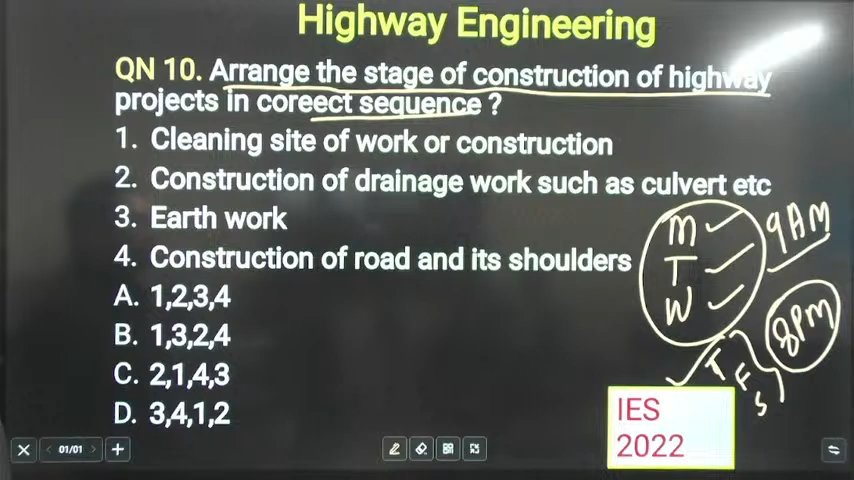 Highway Engineering
QN 10. Arrange the stage of construction of highway
projects in coreect sequence ?
1. Cleaning site of work or construction
2. Construction of drainage work such as culvert etc
3. Earth work
4. Construction of road and its shoulders
A. 1,2,3,4
B. 1,3,2,4
C. 2,1,4,3
D. 3,4,1,2
M
T
W
9AM
8PM
T
F
S
IES
2022
01/01